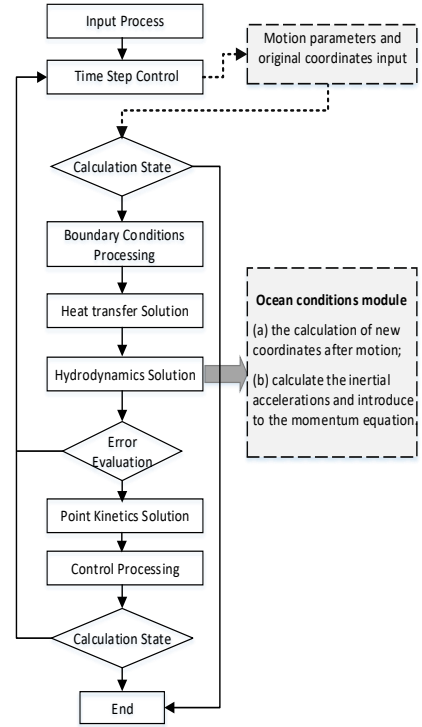 Input Process
Motion parameters and
original coordinates input
Time Step Control
Calculation State
Boundary Conditions
Processing
Heat transfer Solution
Hydrodynamics Solution
Ocean conditions module
(a) the calculation of new
coordinates after motion;
(b) calculate the inertial
accelerations and introduce
to the momentum equation
Error
Evaluation
Point Kinetics Solution
Control Processing
Calculation State
End